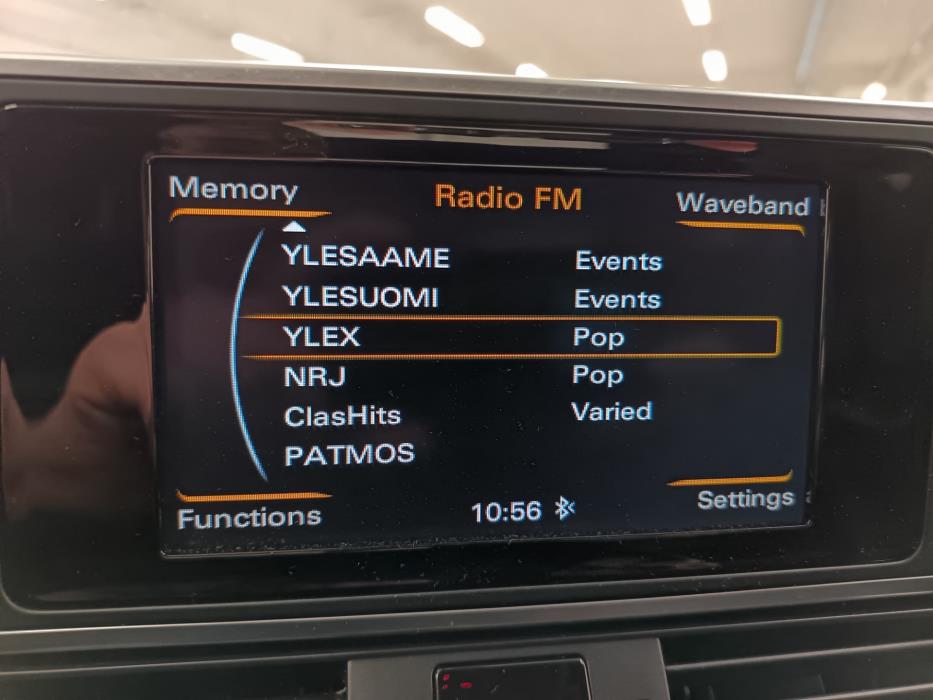 Memory Radio FM Waveband
YLESAAME Events
YLESUOMI Events
YLEX Pop
NRJ Pop
ClasHits Varied
PATMOS
Functions 10:56 Settings